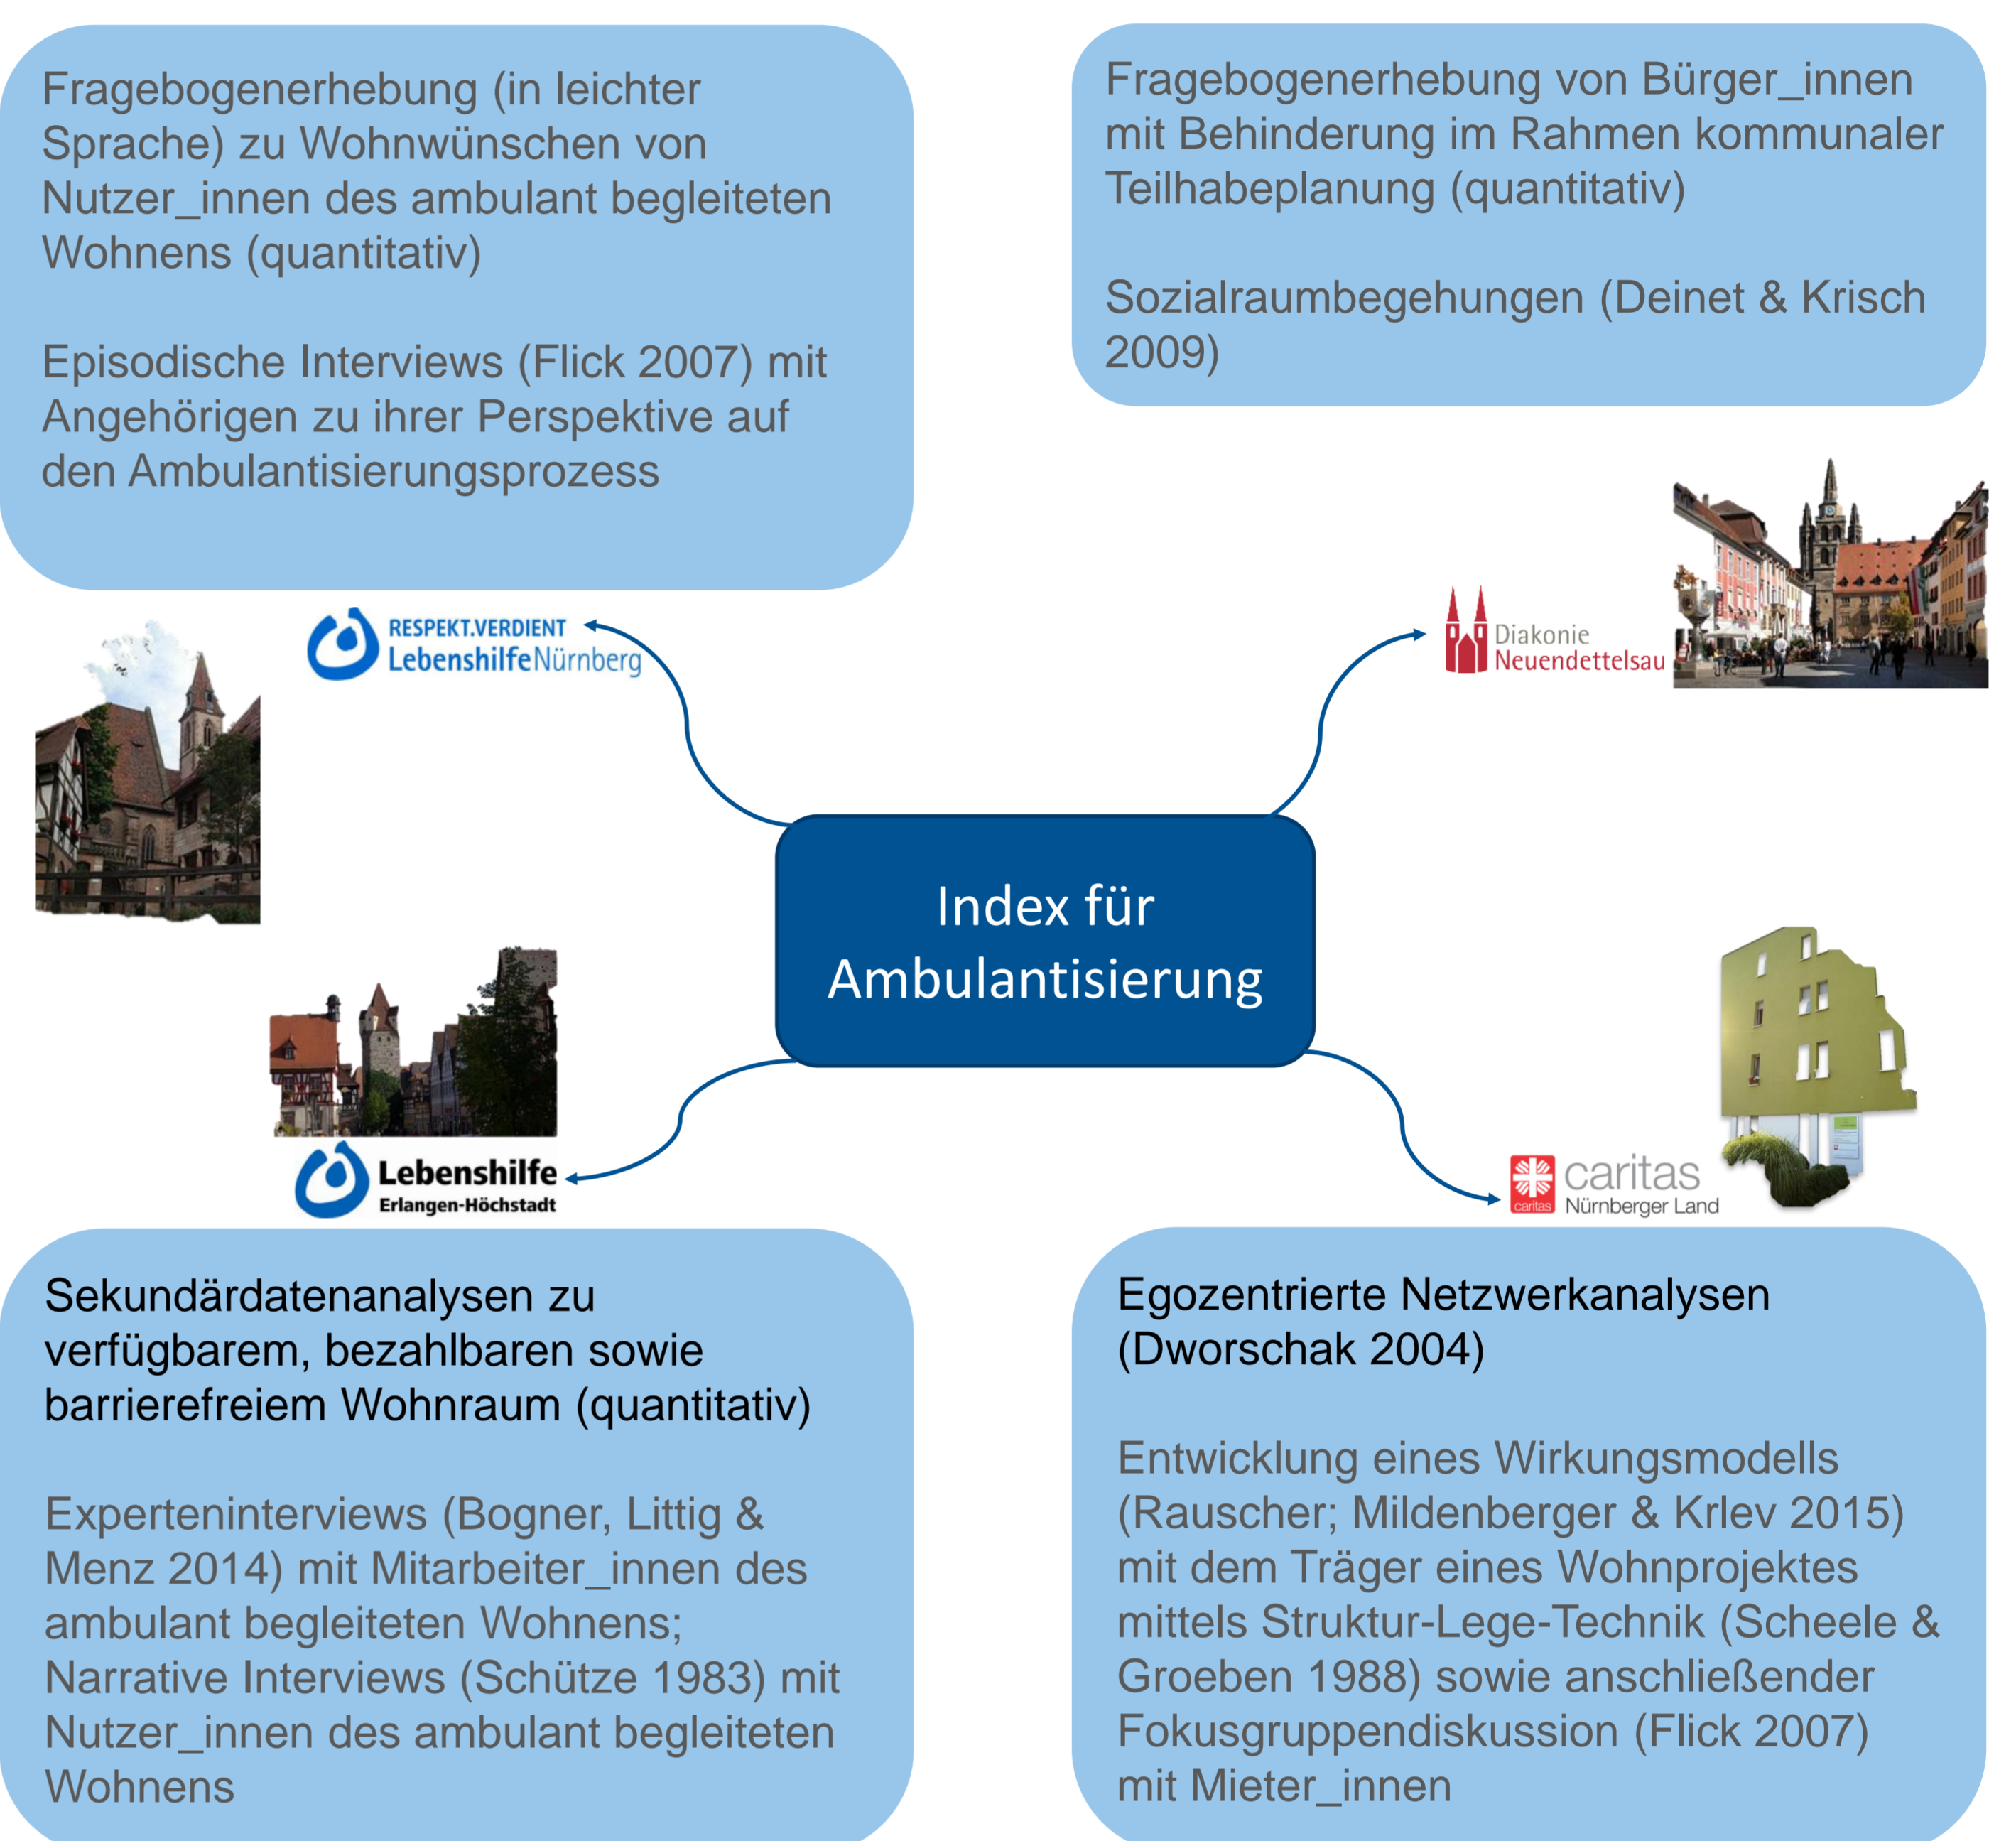 Fragebogenerhebung (in leichter
Sprache) zu Wohnwünschen von
Nutzer_innen des ambulant begleiteten
Wohnens (quantitativ)
Episodische Interviews (Flick 2007) mit
Angehörigen zu ihrer Perspektive auf
den Ambulantisierungsprozess
Fragebogenerhebung von Bürger_innen
mit Behinderung im Rahmen kommunaler
Teilhabeplanung (quantitativ)
Sozialraumbegehungen (Deinet & Krisch
2009)
RESPEKT.VERDIENT
LebenshilfeNürnberg
Diakonie
Neuendettelsau
Index für
Ambulantisierung
Lebenshilfe
Erlangen-Höchstadt
caritas
caritas
Nürnberger Land
Sekundärdatenanalysen zu
verfügbarem, bezahlbaren sowie
barrierefreiem Wohnraum (quantitativ)
Experteninterviews (Bogner, Littig &
Menz 2014) mit Mitarbeiter_innen des
ambulant begleiteten Wohnens;
Narrative Interviews (Schütze 1983) mit
Nutzer_innen des ambulant begleiteten
Wohnens
Egozentrierte Netzwerkanalysen
(Dworschak 2004)
Entwicklung eines Wirkungsmodells
(Rauscher; Mildenberger & Krlev 2015)
mit dem Träger eines Wohnprojektes
mittels Struktur-Lege-Technik (Scheele &
Groeben 1988) sowie anschließender
Fokusgruppendiskussion (Flick 2007)
mit Mieter_innen